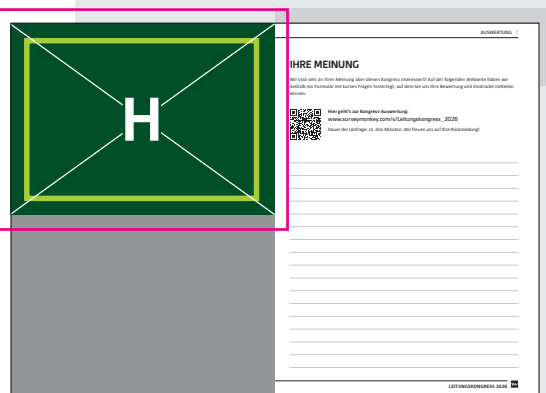 AUSWERTUNG 7
H
IHRE MEINUNG
Wir sind sehr an Ihrer Meinung über diesen Kongress interessiert! Auf der folgenden Webseite haben wir
deshalb ein Formular mit kurzen Fragen hinterlegt, auf dem Sie uns Ihre Bewertung und Eindrücke mitteilen
können.
Hier geht's zur Kongress-Auswertung:
www.surveymonkey.com/s/Leitungskongress_2026
Dauer der Umfrage: ca. drei Minuten. Wir freuen uns auf Ihre Rückmeldung!
LEITUNGSKONGRESS 2026